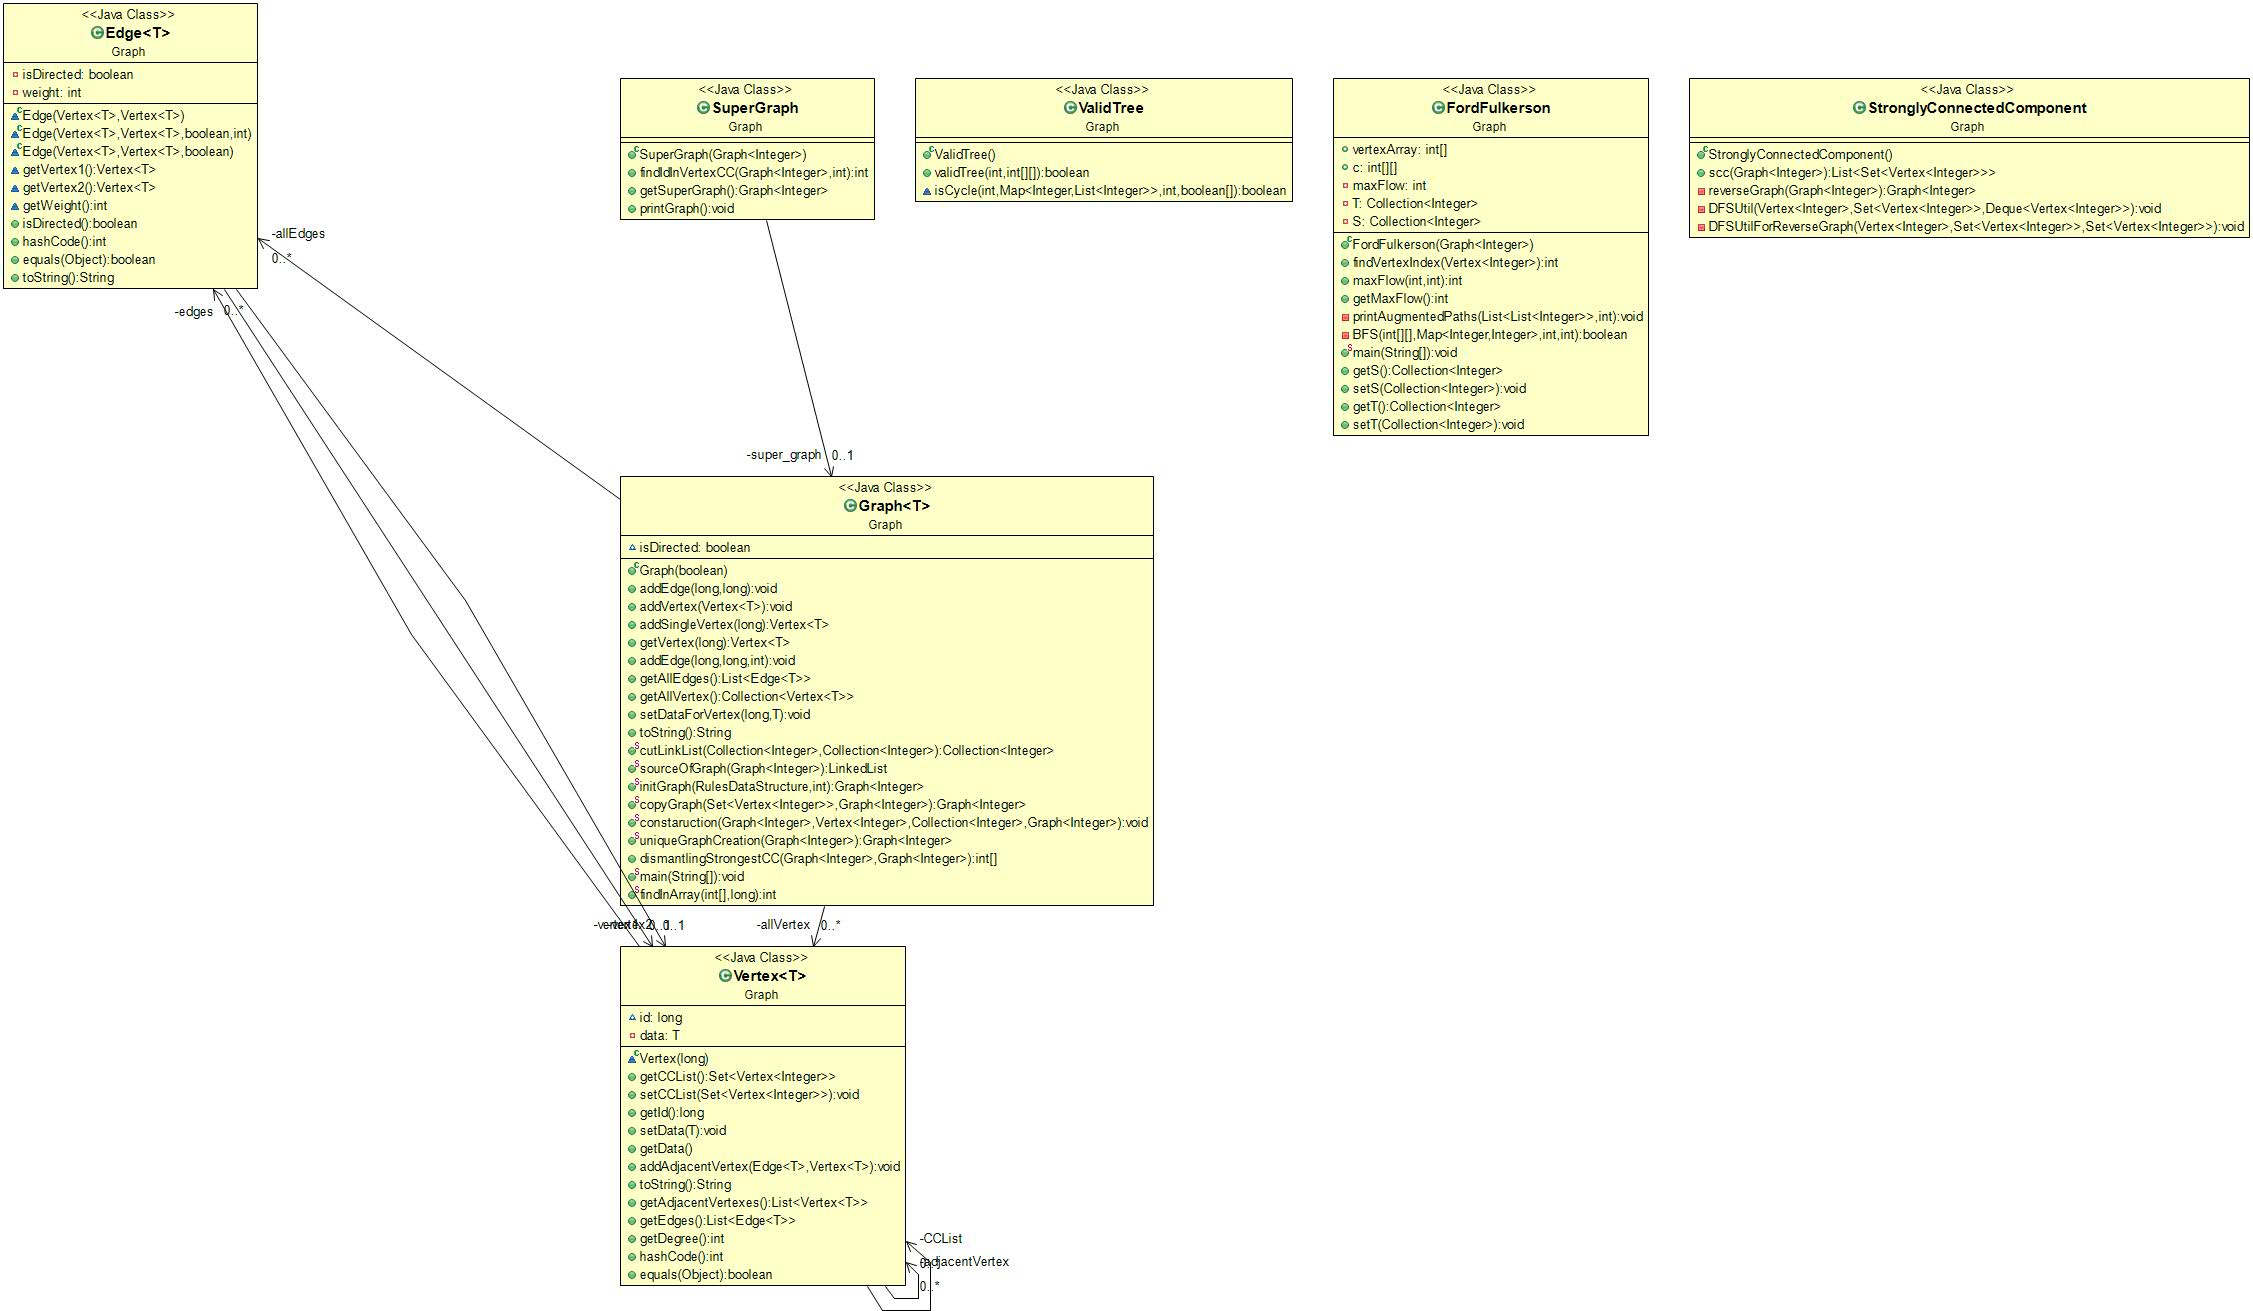 <<Java Class>>
Edge<T>
Graph
isDirected: boolean
weight: int
Edge(Vertex<T>,Vertex<T>)
Edge(Vertex<T>,Vertex<T>,boolean,int)
Edge(Vertex<T>,Vertex<T>,boolean)
getVertex1():Vertex<T>
getVertex2():Vertex<T>
getWeight():int
isDirected():boolean
hashCode():int
equals(Object):boolean
toString():String
-allEdges
0..*
-edges
0..*
<<Java Class>>
SuperGraph
Graph
SuperGraph(Graph<Integer>)
findIdInVertexCC(Graph<Integer>,int):int
getSuperGraph():Graph<Integer>
printGraph():void
<<Java Class>>
ValidTree
Graph
ValidTree()
validTree(int,int[][]):boolean
isCycle(int,Map<Integer,List<Integer>>,int,boolean[]):boolean
<<Java Class>>
FordFulkerson
Graph
vertexArray: int[]
c: int[][]
maxFlow: int
T: Collection<Integer>
S: Collection<Integer>
FordFulkerson(Graph<Integer>)
findVertexIndex(Vertex<Integer>):int
maxFlow(int,int):int
getMaxFlow():int
printAugmentedPaths(List<List<Integer>>,int):void
BFS(int[][],Map<Integer,Integer>,int,int):boolean
main(String[]):void
getS():Collection<Integer>
setS(Collection<Integer>):void
getT():Collection<Integer>
setT(Collection<Integer>):void
<<Java Class>>
StronglyConnectedComponent
Graph
StronglyConnectedComponent()
scc(Graph<Integer>):List<Set<Vertex<Integer>>>
reverseGraph(Graph<Integer>):Graph<Integer>
DFSUtil(Vertex<Integer>,Set<Vertex<Integer>>,Deque<Vertex<Integer>>):void
DFSUtilForReverseGraph(Vertex<Integer>,Set<Vertex<Integer>>,Set<Vertex<Integer>>):void
-super_graph
0..1
<<Java Class>>
Graph<T>
Graph
isDirected: boolean
Graph(boolean)
addEdge(long,long):void
addVertex(Vertex<T>):void
addSingleVertex(long):Vertex<T>
getVertex(long):Vertex<T>
addEdge(long,long,int):void
getAllEdges():List<Edge<T>>
getAllVertex():Collection<Vertex<T>>
setDataForVertex(long,T):void
toString():String
cutLinkList(Collection<Integer>,Collection<Integer>):Collection<Integer>
sourceOfGraph(Graph<Integer>):LinkedList
initGraph(RulesDataStructure,int):Graph<Integer>
copyGraph(Set<Vertex<Integer>>,Graph<Integer>):Graph<Integer>
constaruction(Graph<Integer>,Vertex<Integer>,Collection<Integer>,Graph<Integer>):void
uniqueGraphCreation(Graph<Integer>):Graph<Integer>
dismantlingStrongestCC(Graph<Integer>,Graph<Integer>):int[]
main(String[]):void
findInArray(int[],long):int
0..1
-allVertex
0..*
<<Java Class>>
Vertex<T>
Graph
id: long
data: T
Vertex(long)
getCCList():Set<Vertex<Integer>>
setCCList(Set<Vertex<Integer>>):void
getId():long
setData(T):void
getData()
addAdjacentVertex(Edge<T>,Vertex<T>):void
toString():String
getAdjacentVertexes():List<Vertex<T>>
getEdges():List<Edge<T>>
getDegree():int
hashCode():int
equals(Object):boolean
-CCList
-adjacentVertex
0..*